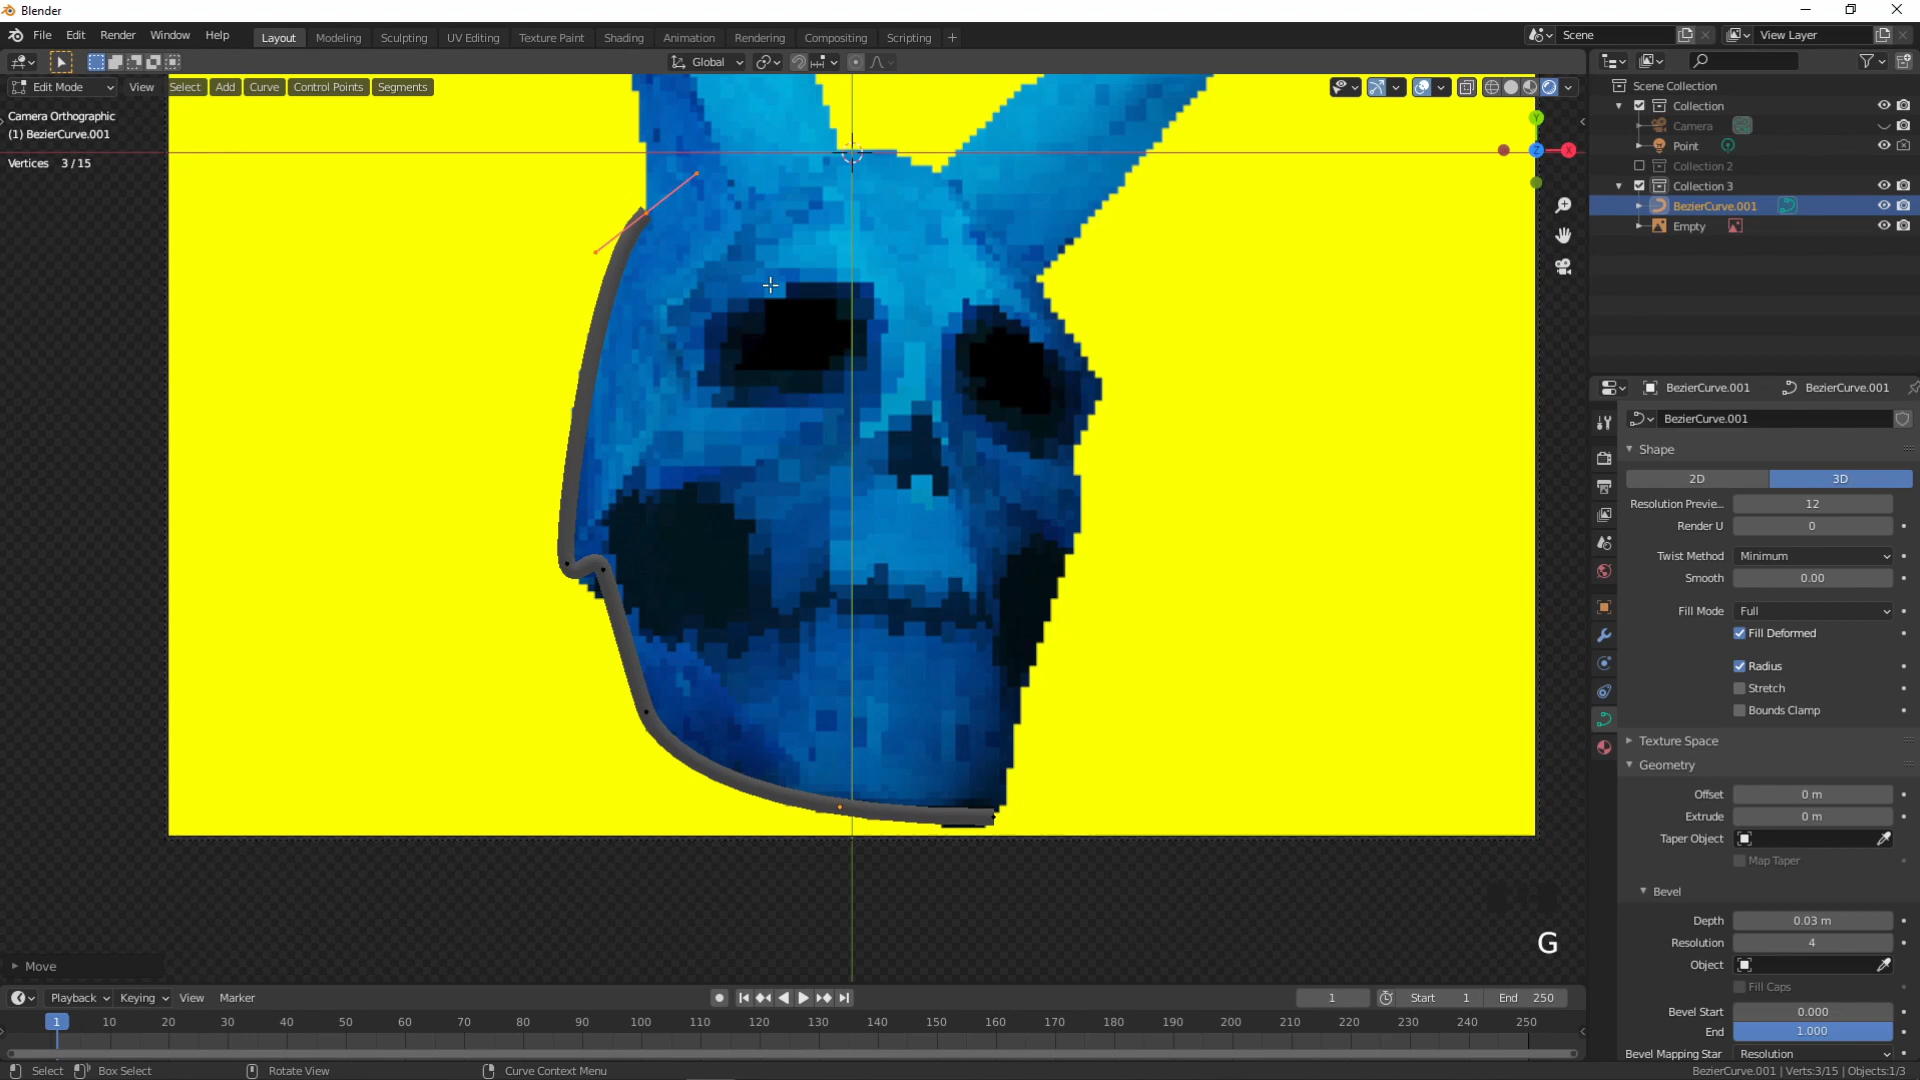 Blender
File Edit Render Window Help Layout Modeling Sculpting UV Editing Texture Paint Shading Animation Rendering Compositing Scripting + Scene View Layer
Global
Edit Mode View Select Add Curve Control Points Segments
Camera Orthographic
(1) BezierCurve.001
Vertices 3 / 15
Y
Z
X
Scene Collection
Collection
Camera
Point
Collection 2
Collection 3
BezierCurve.001
Empty
BezierCurve.001 BezierCurve.001
BezierCurve.001
Shape
2D 3D
Resolution Previe... 12
Render U 0
Twist Method Minimum
Smooth 0.00
Fill Mode Full
Fill Deformed
Radius
Stretch
Bounds Clamp
Texture Space
Geometry
Offset 0 m
Extrude 0 m
Taper Object
Map Taper
Bevel
Depth 0.03 m
Resolution 4
Object
Fill Caps
Bevel Start 0.000
End 1.000
Bevel Mapping Star Resolution
G
Move
Playback Keying View Marker 1 Start 1 End 250
1 10 20 30 40 50 60 70 80 90 100 110 120 130 140 150 160 170 180 190 200 210 220 230 240 250
Select Box Select Rotate View Curve Context Menu BezierCurve.001 | Verts:3/15 | Objects:1/3